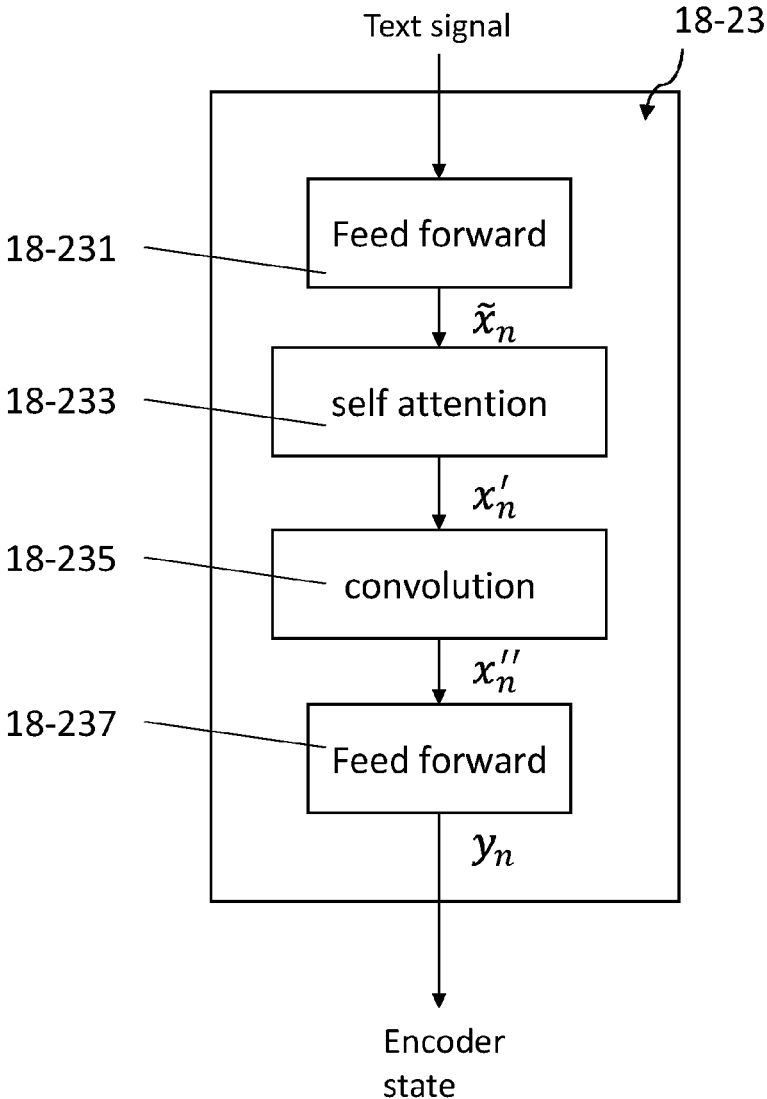 Text signal
18-23
Feed forward
18-231
x̃ₙ
self attention
18-233
x′ₙ
convolution
18-235
x′′ₙ
18-237
Feed forward
yₙ
Encoder
state